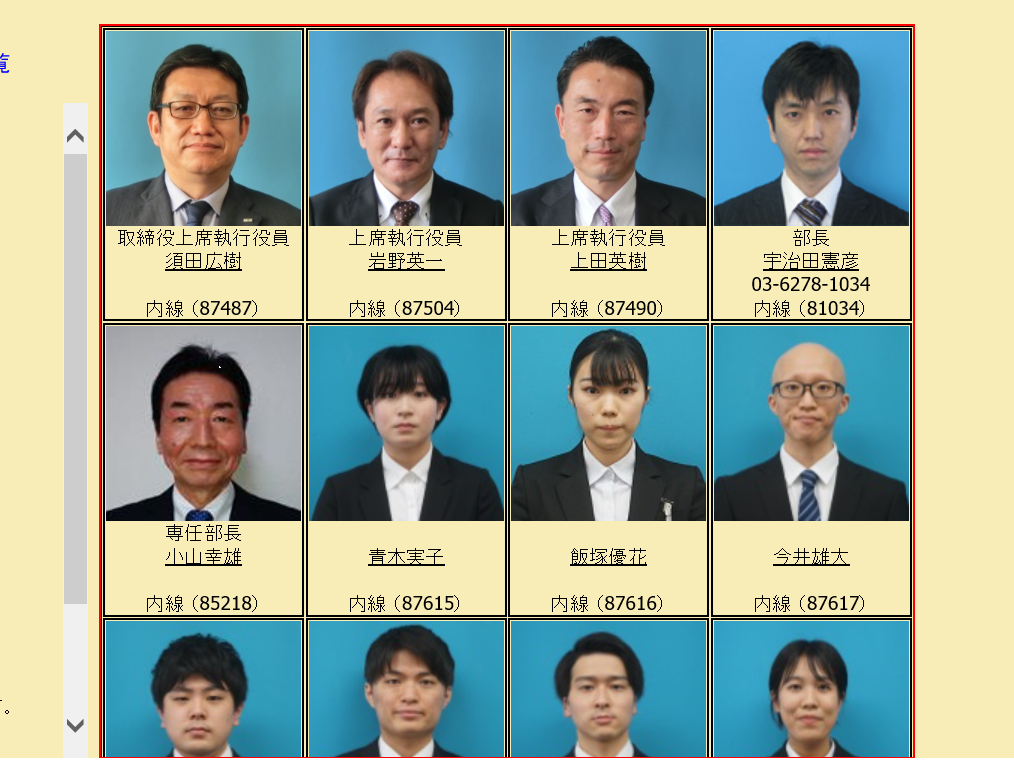 覧
取締役上席執行役員
須田広樹
内線（87487）
上席執行役員
岩野英一
内線（87504）
上席執行役員
上田英樹
内線（87490）
部長
宇治田憲彦
03-6278-1034
内線（81034）
専任部長
小山幸雄
内線（85218）
青木実子
内線（87615）
飯塚優花
内線（87616）
今井雄太
内線（87617）
。